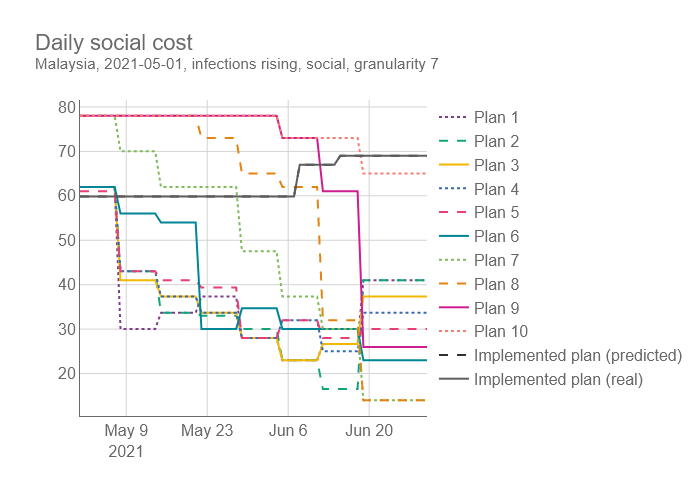 Daily social cost
Malaysia, 2021-05-01, infections rising, social, granularity 7
80
70
60
50
40
30
20
May 9
2021
May 23
Jun 6
Jun 20
Plan 1
Plan 2
Plan 3
Plan 4
Plan 5
Plan 6
Plan 7
Plan 8
Plan 9
Plan 10
Implemented plan (predicted)
Implemented plan (real)